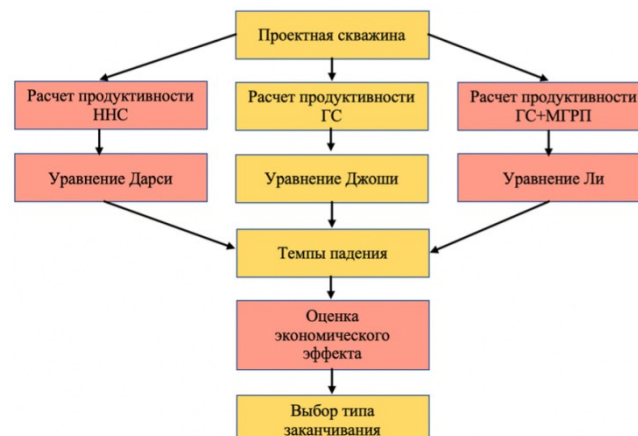 Проектная скважина
Расчет продуктивности
ННС
Расчет продуктивности
ГС
Расчет продуктивности
ГС+МГРП
Уравнение Дарси
Уравнение Джоши
Уравнение Ли
Темпы падения
Оценка
экономического
эффекта
Выбор типа
заканчивания